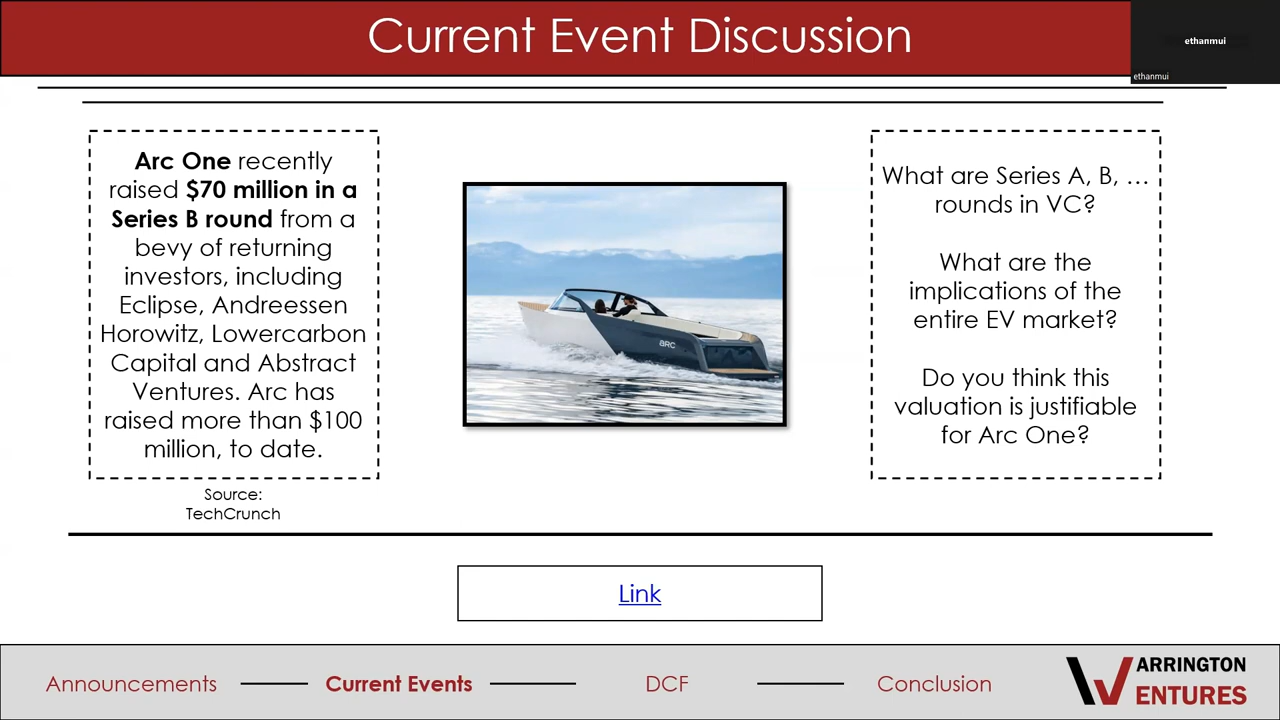 Current Event Discussion
ethanmui
ethanmui
Arc One recently
raised $70 million in a
Series B round from a
bevy of returning
investors, including
Eclipse, Andreessen
Horowitz, Lowercarbon
Capital and Abstract
Ventures. Arc has
raised more than $100
million, to date.
Source:
TechCrunch
aRC
What are Series A, B, …
rounds in VC?
What are the
implications of the
entire EV market?
Do you think this
valuation is justifiable
for Arc One?
Link
Announcements
Current Events
DCF
Conclusion
WARRINGTON
VENTURES